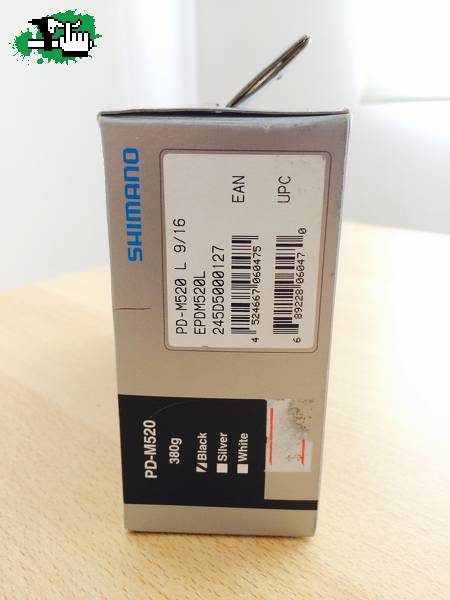 SHIMANO
PD-M520 L 9/16
EPDM520L
245D5000127
EAN
4 524667 060475
UPC
6 89228 06047 0
PD-M520
380g
Black
Silver
White